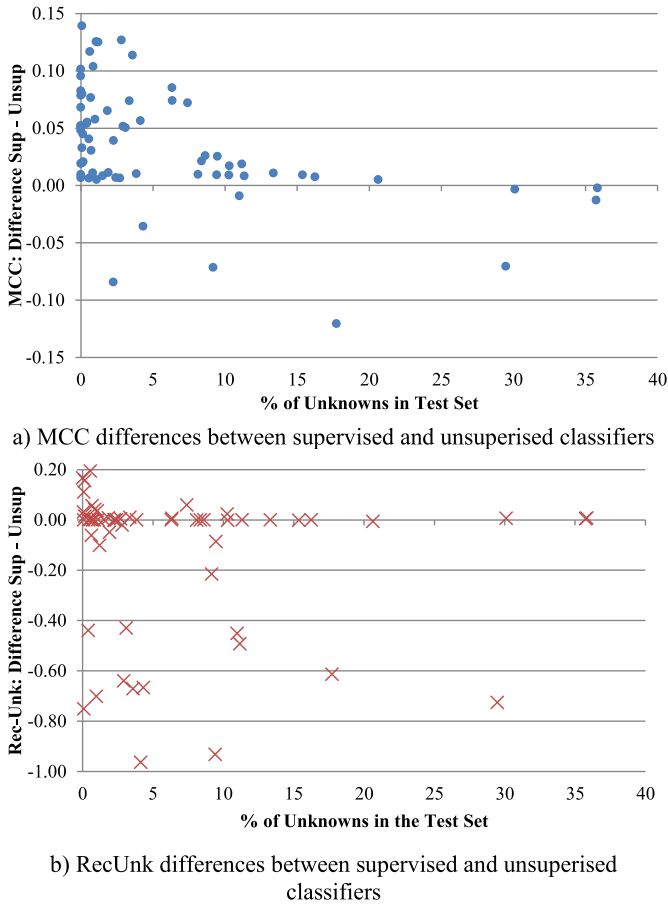 0.15
0.10
0.05
0.00
-0.05
-0.10
-0.15
MCC: Difference Sup - Unsup
0 5 10 15 20 25 30 35 40
% of Unknowns in Test Set
a) MCC differences between supervised and unsuperised classifiers
0.20
0.00
-0.20
-0.40
-0.60
-0.80
-1.00
Rec-Unk: Difference Sup - Unsup
0 5 10 15 20 25 30 35 40
% of Unknowns in the Test Set
b) RecUnk differences between supervised and unsuperised
classifiers